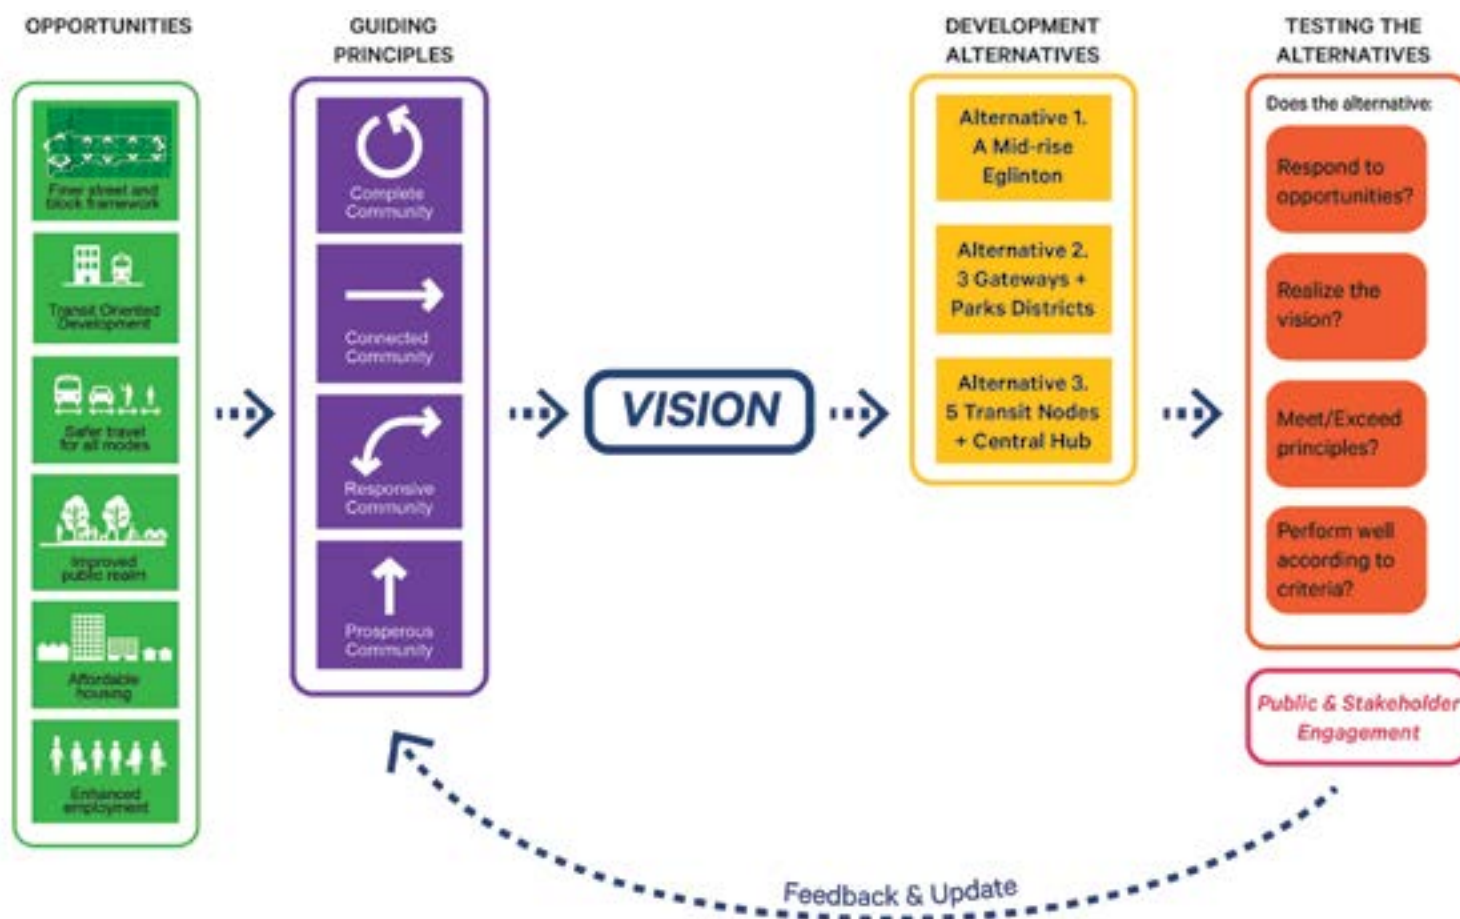 OPPORTUNITIES
Finer street and
block framework
Transit Oriented
Development
Safer travel
for all modes
Improved
public realm
Affordable
housing
Enhanced
employment
GUIDING
PRINCIPLES
Complete
Community
Connected
Community
Responsive
Community
Prosperous
Community
VISION
DEVELOPMENT
ALTERNATIVES
Alternative 1.
A Mid-rise
Eglinton
Alternative 2.
3 Gateways +
Parks Districts
Alternative 3.
5 Transit Nodes
+ Central Hub
TESTING THE
ALTERNATIVES
Does the alternative:
Respond to
opportunities?
Realize the
vision?
Meet/Exceed
principles?
Perform well
according to
criteria?
Public & Stakeholder
Engagement
Feedback & Update